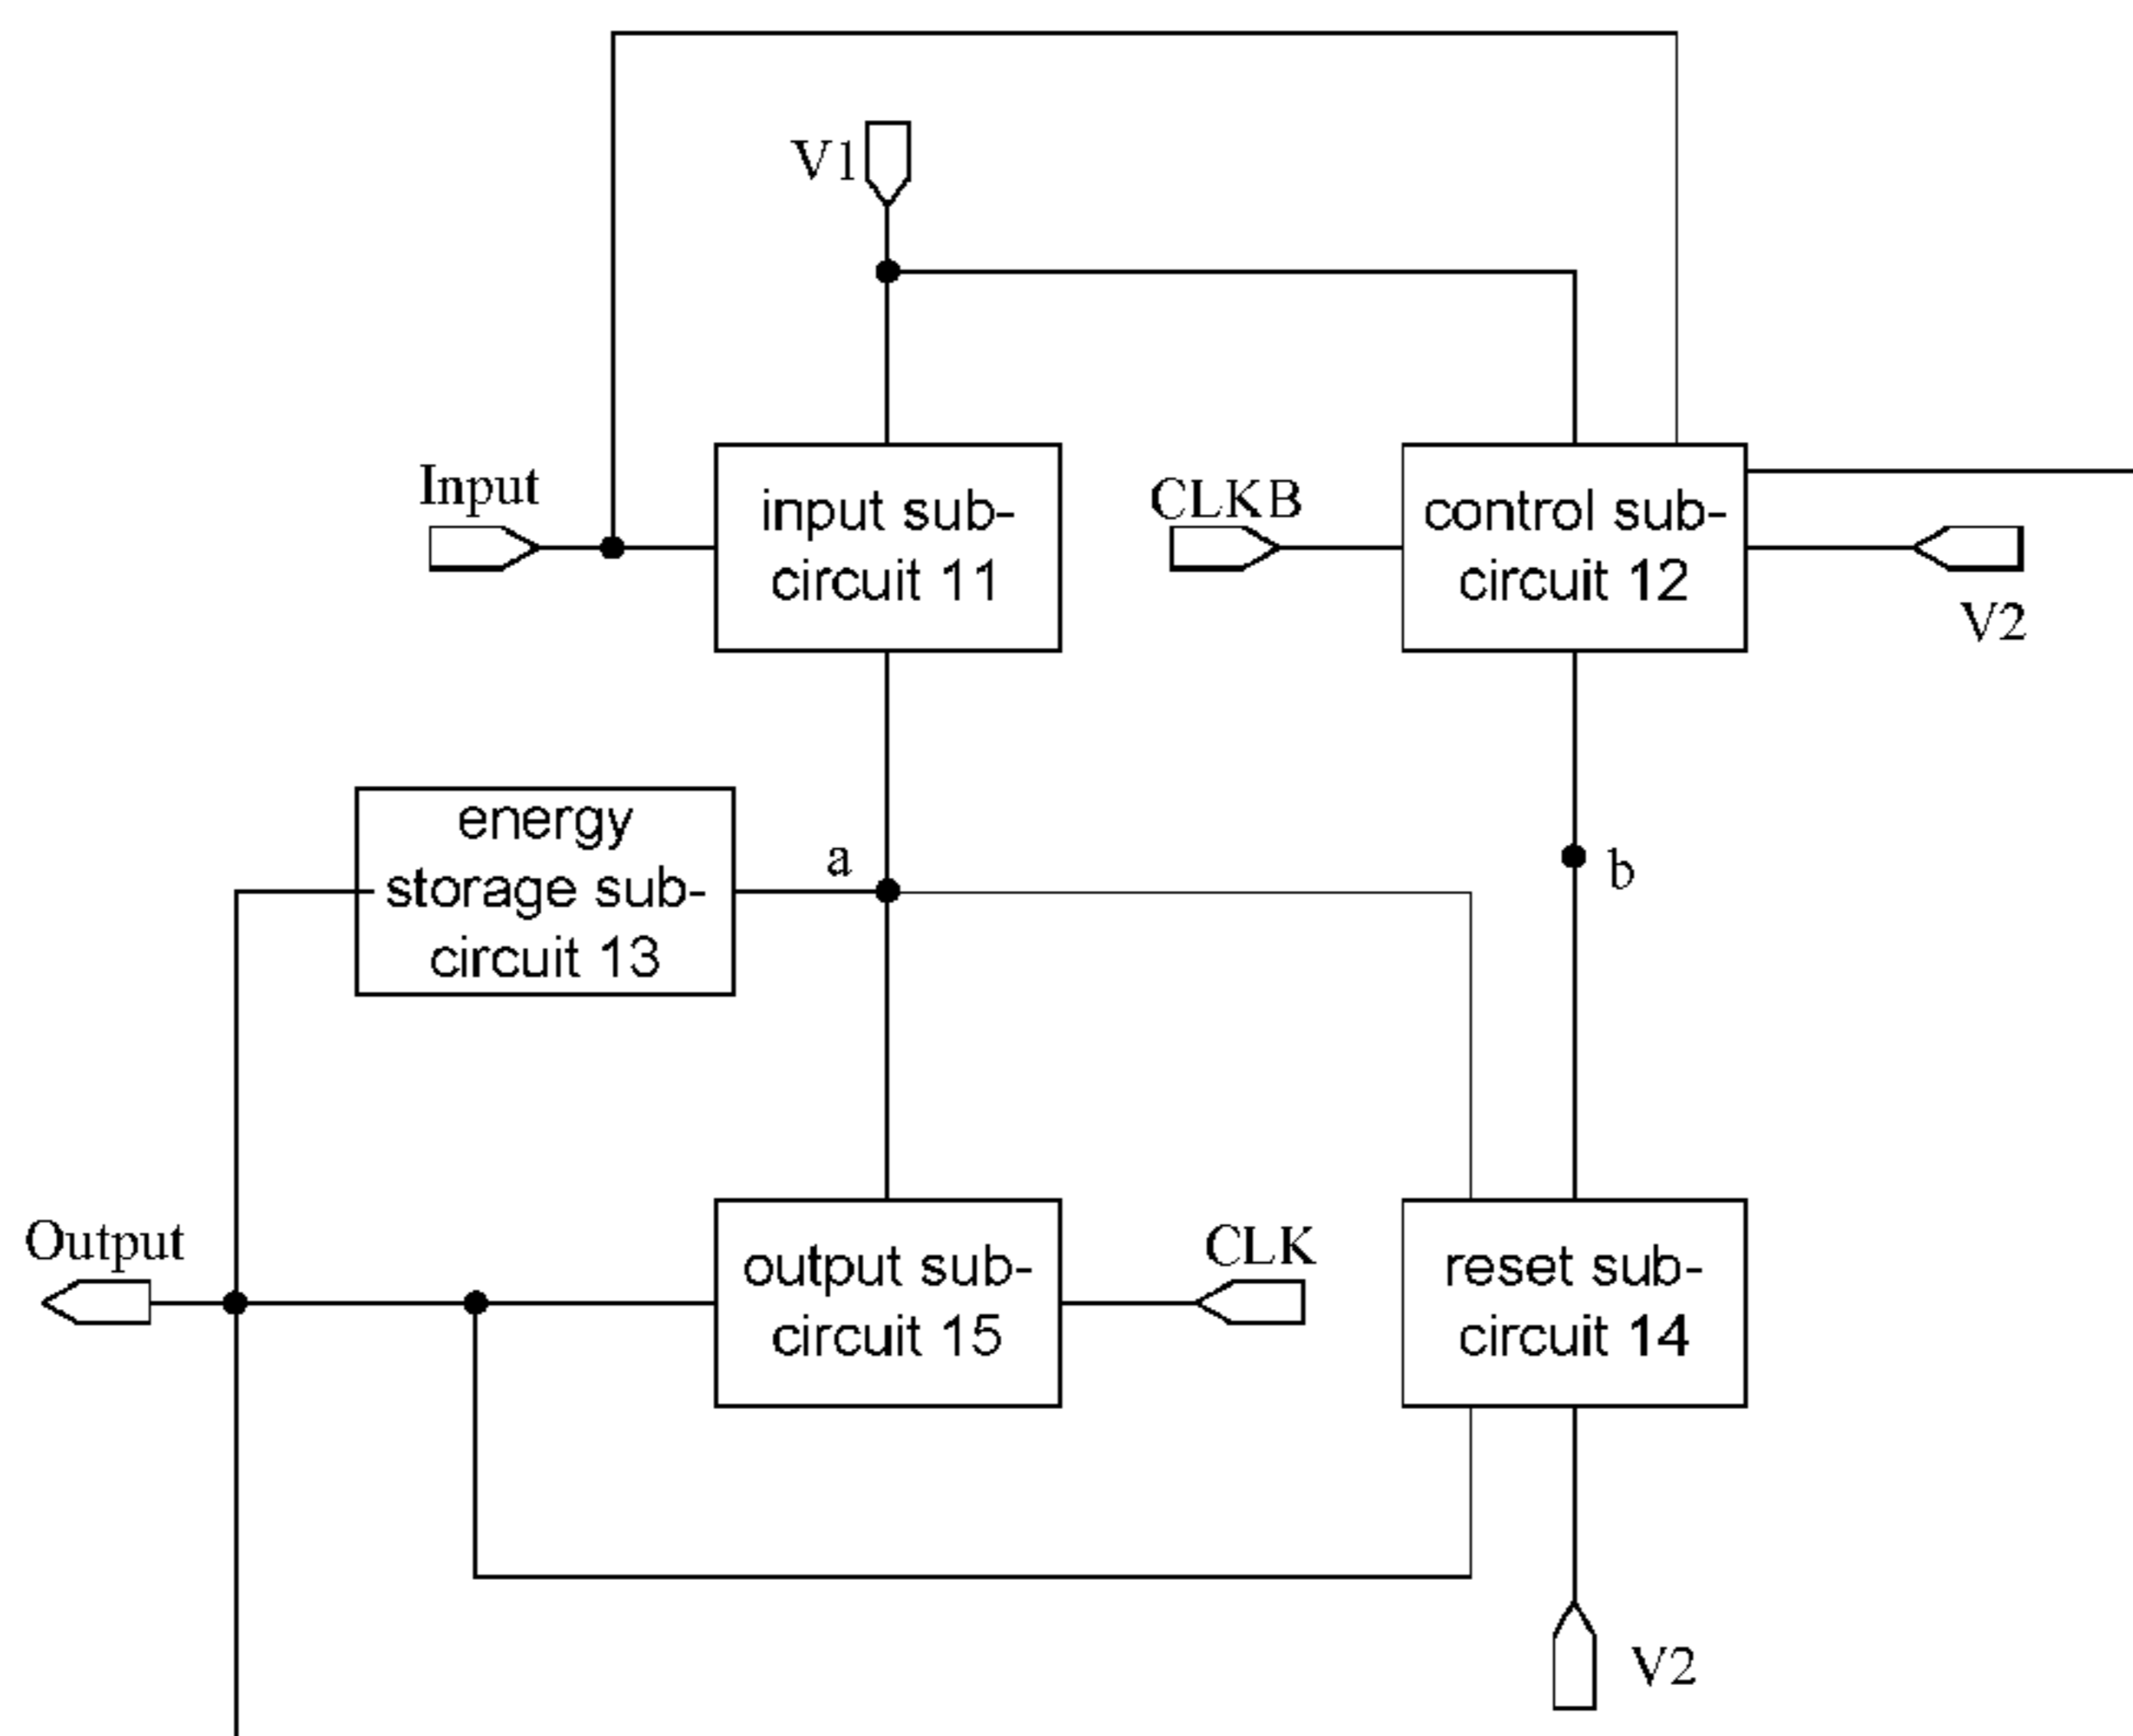 V1
Input
input sub-
circuit 11
CLKB
control sub-
circuit 12
V2
energy
storage sub-
circuit 13
a
b
Output
output sub-
circuit 15
CLK
reset sub-
circuit 14
V2